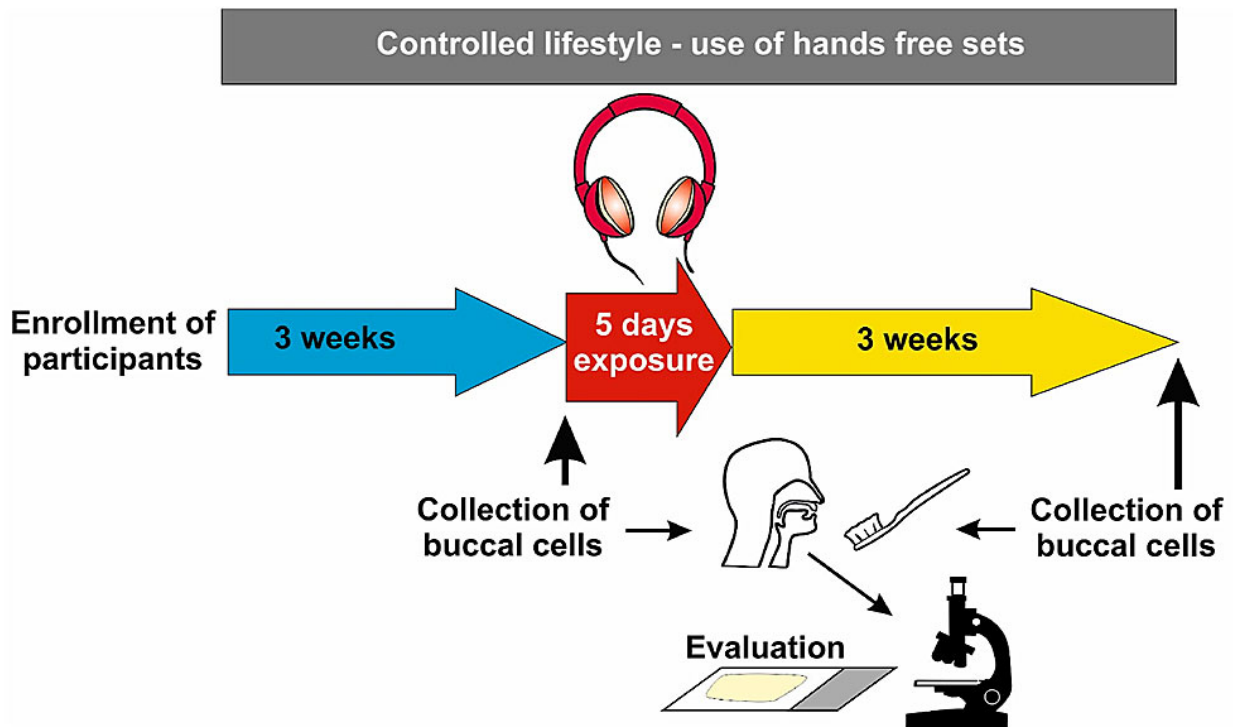 Controlled lifestyle - use of hands free sets
Enrollment of
participants
3 weeks
5 days
exposure
3 weeks
Collection of
buccal cells
Collection of
buccal cells
Evaluation